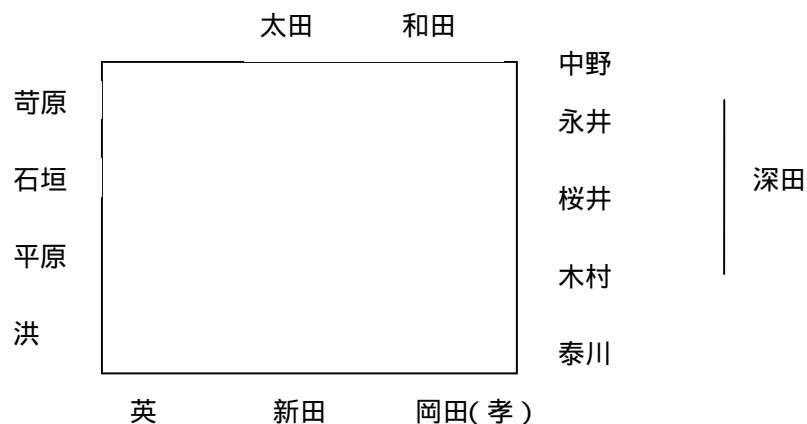 太田 和田
中野
苛原
永井
石垣
桜井
深田
平原
木村
洪
泰川
英 新田 岡田(孝)